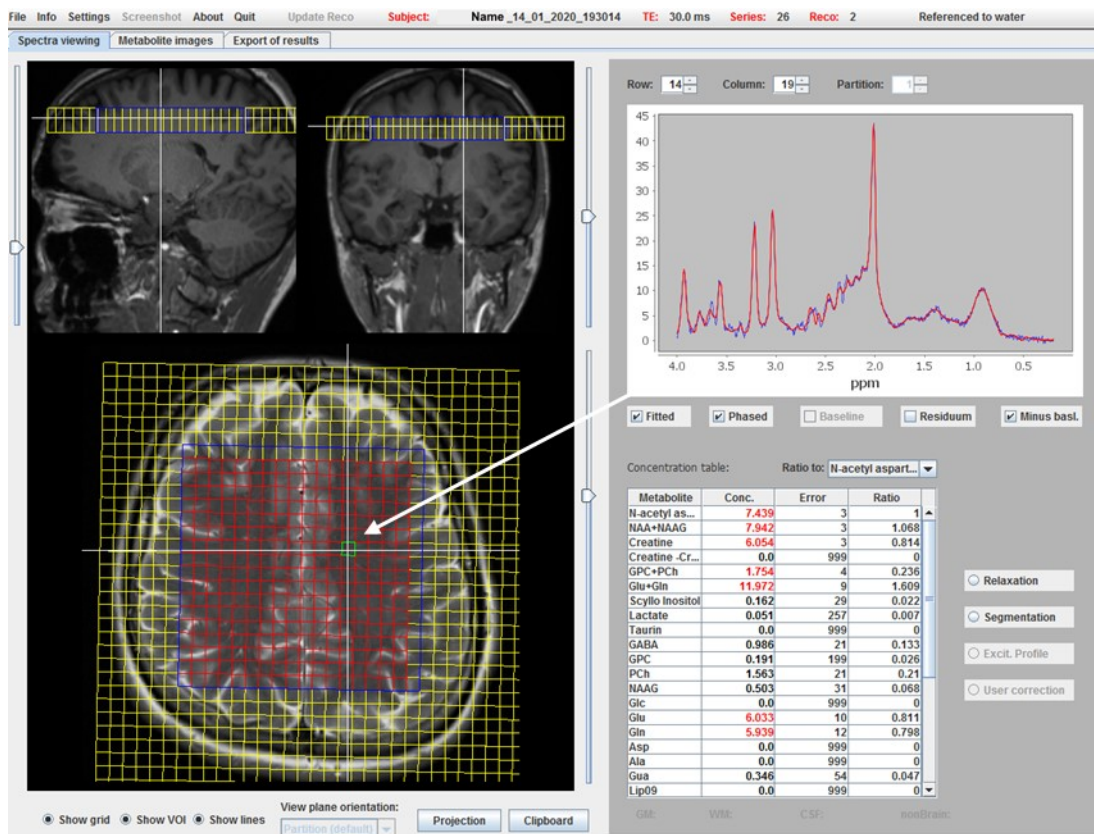 File Info Settings Screenshot About Quit Update Reco Subject: Name _14_01_2020_193014 TE: 30.0 ms Series: 26 Reco: 2 Referenced to water
Spectra viewing Metabolite images Export of results
Row: 14 Column: 19 Partition: 1
45
40
35
30
25
20
15
10
5
0
4.0 3.5 3.0 2.5 2.0 1.5 1.0 0.5
ppm
Fitted Phased Baseline Residuum Minus basl.
Concentration table: Ratio to: N-acetyl aspart...
Metabolite Conc. Error Ratio
N-acetyl as... 7.439 3 1
NAA+NAAG 7.942 3 1.068
Creatine 6.054 3 0.814
Creatine -Cr... 0.0 999 0
GPC+PCh 1.754 4 0.236
Glu+Gln 11.972 9 1.609
Scyllo Inositol 0.162 29 0.022
Lactate 0.051 257 0.007
Taurin 0.0 999 0
GABA 0.986 21 0.133
GPC 0.191 199 0.026
PCh 1.563 21 0.21
NAAG 0.503 31 0.068
Glc 0.0 999 0
Glu 6.033 10 0.811
Gln 5.939 12 0.798
Asp 0.0 999 0
Ala 0.0 999 0
Gua 0.346 54 0.047
Lip09 0.0 999 0
Relaxation
Segmentation
Excit. Profile
User correction
GM: WM: CSF: nonBrain:
View plane orientation:
Show grid Show VOI Show lines Partition (default) Projection Clipboard